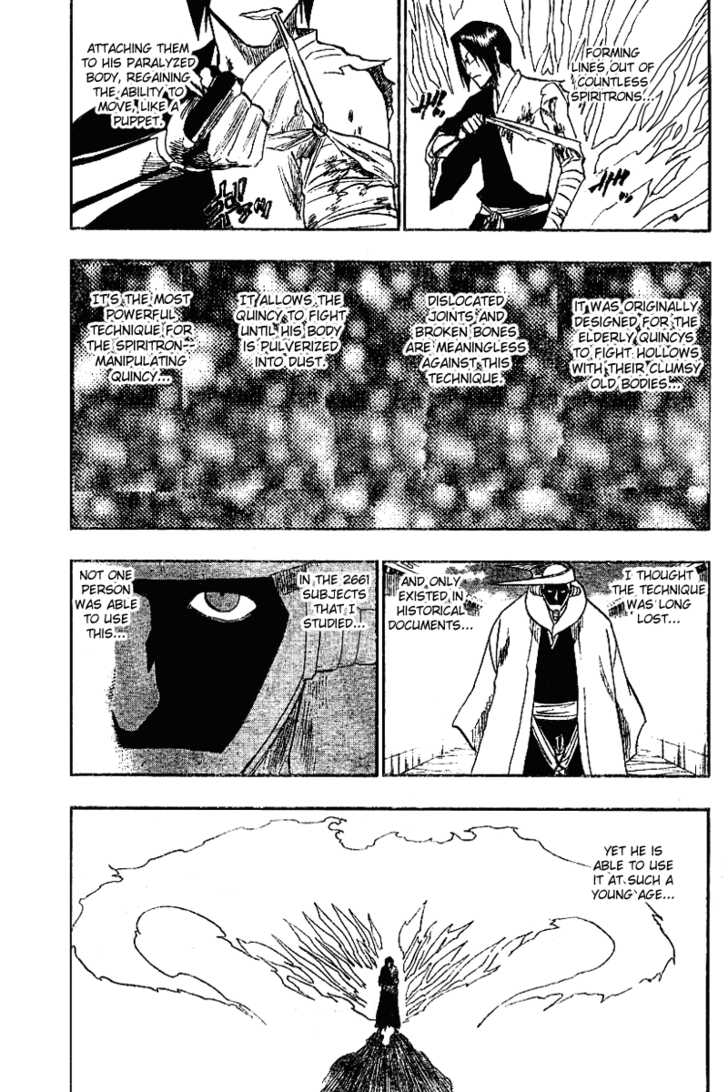 FORMING
LINES OUT OF
COUNTLESS
SPIRITRONS...
ATTACHING THEM
TO HIS PARALYZED
BODY, REGAINING
THE ABILITY TO
MOVE, LIKE A
PUPPET.
IT WAS ORIGINALLY
DESIGNED FOR THE
ELDERLY QUINCYS
TO FIGHT HOLLOWS
WITH THEIR CLUMSY
OLD BODIES...
DISLOCATED
JOINTS AND
BROKEN BONES
ARE MEANINGLESS
AGAINST THIS
TECHNIQUE.
IT ALLOWS THE
QUINCY TO FIGHT
UNTIL HIS BODY
IS PULVERIZED
INTO DUST.
IT'S THE MOST
POWERFUL
TECHNIQUE FOR
THE SPIRITRON-
MANIPULATING
QUINCY...
I THOUGHT
THE TECHNIQUE
WAS LONG
LOST...
AND ONLY
EXISTED IN
HISTORICAL
DOCUMENTS...
IN THE 2661
SUBJECTS
THAT I
STUDIED...
NOT ONE
PERSON
WAS ABLE
TO USE
THIS...
YET HE IS
ABLE TO USE
IT AT SUCH A
YOUNG AGE...